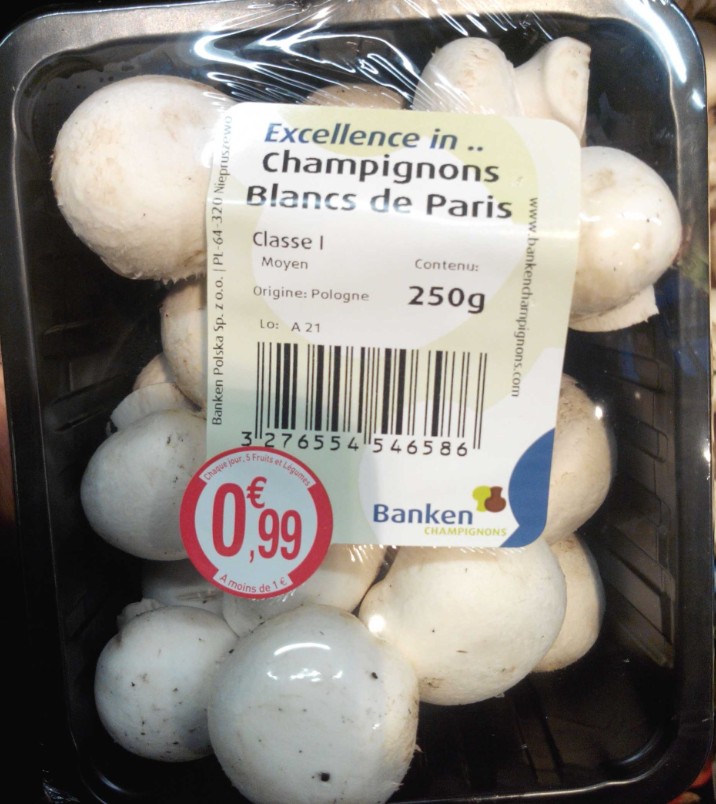 Excellence in ..
Champignons
Blancs de Paris
Classe I
Moyen
Contenu:
Origine: Pologne
250g
Lo: A 21
3 276554 546586
Banken Polska Sp. z o.o. | PL-64-320 Niepruszewo
www.bankenchampignons.com
Chaque jour, 5 Fruits et Légumes
0,€99
A moins de 1 €
Banken
CHAMPIGNONS